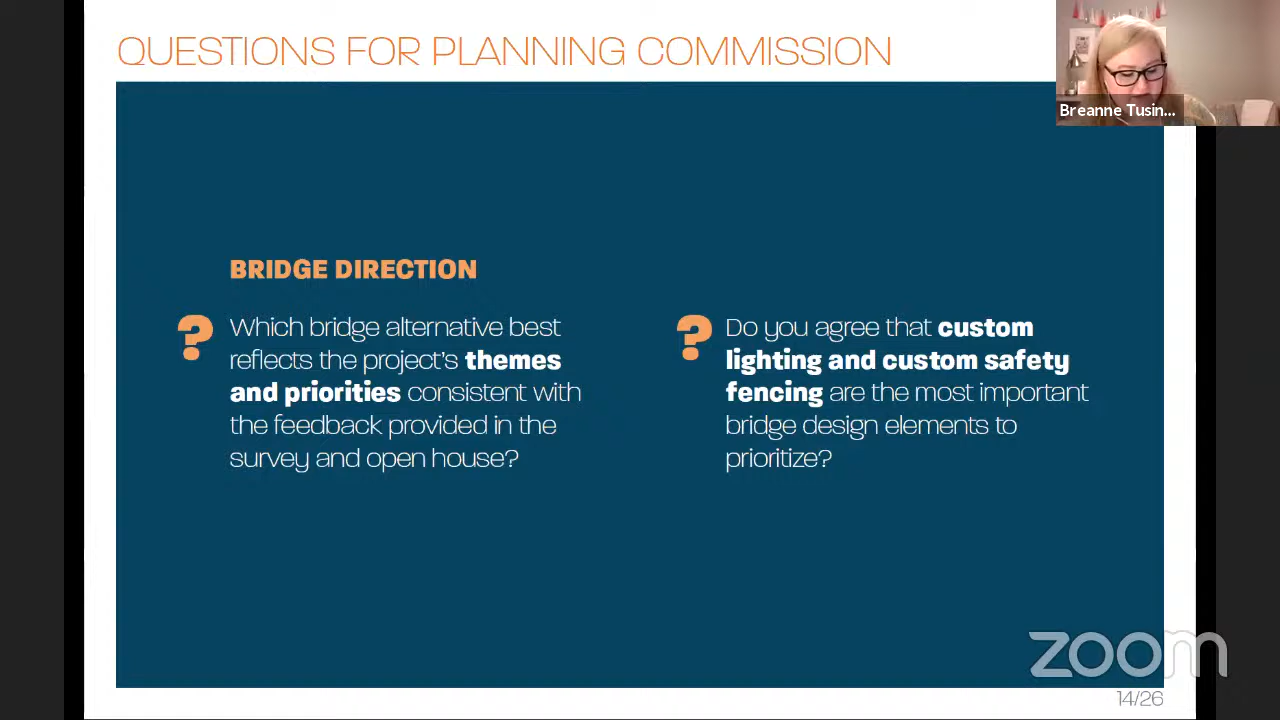 QUESTIONS FOR PLANNING COMMISSION
Breanne Tusin...
BRIDGE DIRECTION
? Which bridge alternative best
reflects the project's themes
and priorities consistent with
the feedback provided in the
survey and open house?
? Do you agree that custom
lighting and custom safety
fencing are the most important
bridge design elements to
prioritize?
zoom
14/26